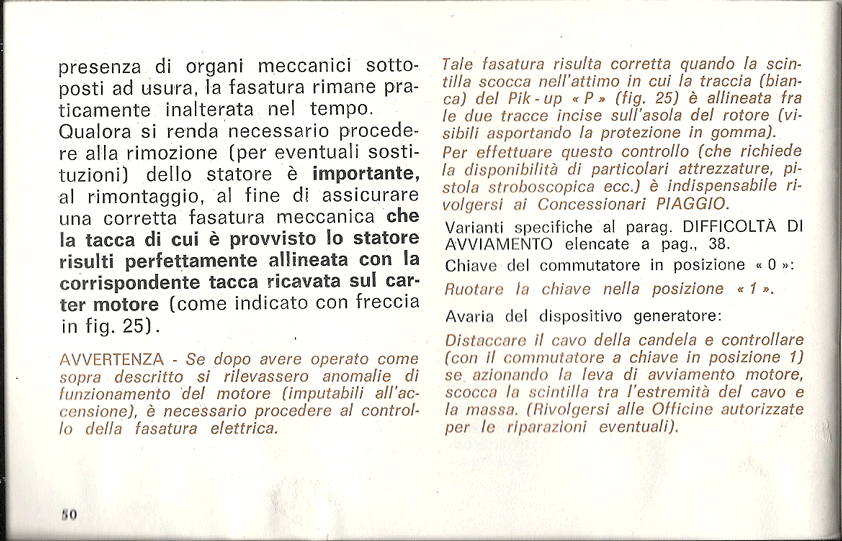 presenza di organi meccanici sotto-
posti ad usura, la fasatura rimane pra-
ticamente inalterata nel tempo.
Qualora si renda necessario procede-
re alla rimozione (per eventuali sosti-
tuzioni) dello statore è importante,
al rimontaggio, al fine di assicurare
una corretta fasatura meccanica che
la tacca di cui è provvisto lo statore
risulti perfettamente allineata con la
corrispondente tacca ricavata sul car-
ter motore (come indicato con freccia
in fig. 25).
AVVERTENZA - Se dopo avere operato come
sopra descritto si rilevassero anomalie di
funzionamento del motore (imputabili all'ac-
censione), è necessario procedere al control-
lo della fasatura elettrica.
50
Tale fasatura risulta corretta quando la scin-
tilla scocca nell'attimo in cui la traccia (bian-
ca) del Pik-up « P » (fig. 25) è allineata fra
le due tracce incise sull'asola del rotore (vi-
sibili asportando la protezione in gomma).
Per effettuare questo controllo (che richiede
la disponibilità di particolari attrezzature, pi-
stola stroboscopica ecc.) è indispensabile ri-
volgersi ai Concessionari PIAGGIO.
Varianti specifiche al parag. DIFFICOLTÀ DI
AVVIAMENTO elencate a pag., 38.
Chiave del commutatore in posizione « 0 »:
Ruotare la chiave nella posizione « 1 ».
Avaria del dispositivo generatore:
Distaccare il cavo della candela e controllare
(con il commutatore a chiave in posizione 1)
se azionando la leva di avviamento motore,
scocca la scintilla tra l'estremità del cavo e
la massa. (Rivolgersi alle Officine autorizzate
per le riparazioni eventuali).